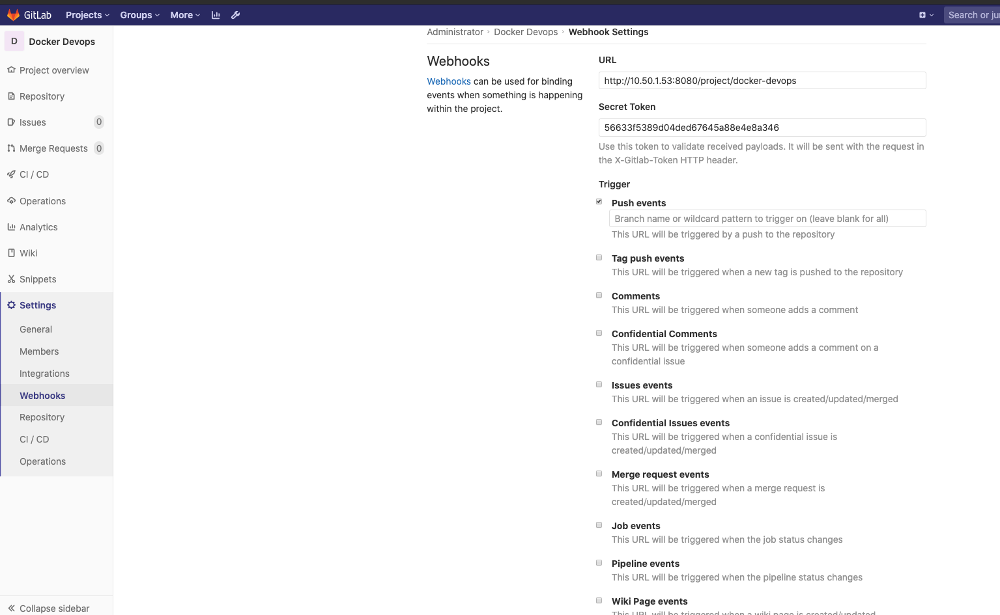 GitLab Projects Groups More Search or ju
D Docker Devops
Project overview
Repository
Issues 0
Merge Requests 0
CI / CD
Operations
Analytics
Wiki
Snippets
Settings
General
Members
Integrations
Webhooks
Repository
CI / CD
Operations
Collapse sidebar
Administrator › Docker Devops › Webhook Settings
Webhooks
Webhooks can be used for binding
events when something is happening
within the project.
URL
http://10.50.1.53:8080/project/docker-devops
Secret Token
56633f5389d04ded67645a88e4e8a346
Use this token to validate received payloads. It will be sent with the request in
the X-Gitlab-Token HTTP header.
Trigger
Push events
Branch name or wildcard pattern to trigger on (leave blank for all)
This URL will be triggered by a push to the repository
Tag push events
This URL will be triggered when a new tag is pushed to the repository
Comments
This URL will be triggered when someone adds a comment
Confidential Comments
This URL will be triggered when someone adds a comment on a
confidential issue
Issues events
This URL will be triggered when an issue is created/updated/merged
Confidential Issues events
This URL will be triggered when a confidential issue is
created/updated/merged
Merge request events
This URL will be triggered when a merge request is
created/updated/merged
Job events
This URL will be triggered when the job status changes
Pipeline events
This URL will be triggered when the pipeline status changes
Wiki Page events
This URL will be triggered when a wiki page is created/updated